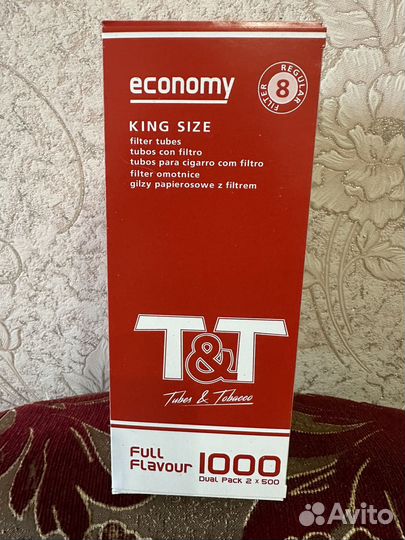 economy
REGULAR
8
FILTER
KING SIZE
filter tubes
tubos con filtro
tubos para cigarro com filtro
filter omotnice
gilzy papierosowe z filtrem
T&T
Tubes & Tobacco
Full
Flavour
1000
Dual Pack 2 x 500
Avito